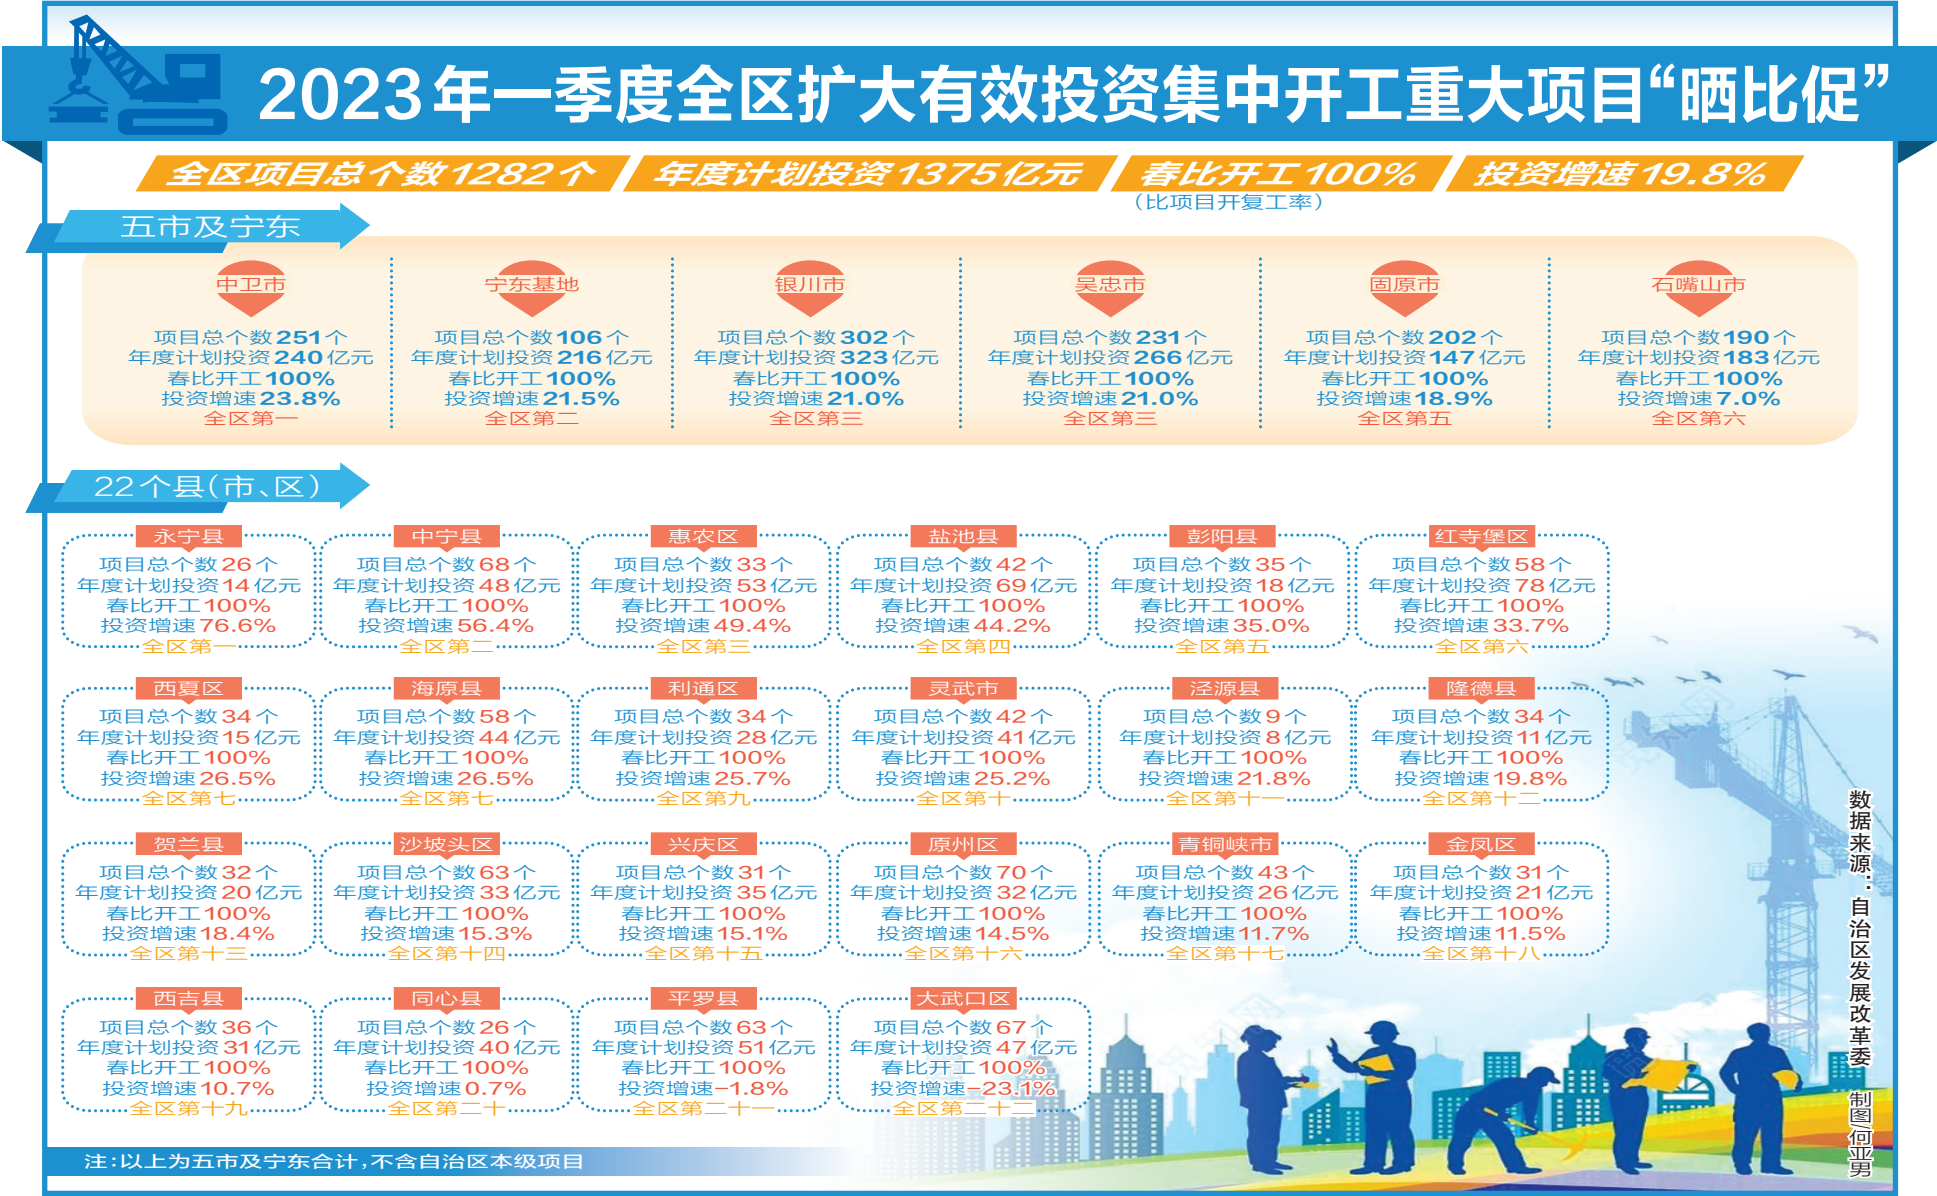 2023年一季度全区扩大有效投资集中开工重大项目“晒比促”
全区项目总个数1282个 年度计划投资1375亿元 春比开工100% 投资增速19.8%
（比项目开复工率）
五市及宁东
中卫市
项目总个数251个
年度计划投资240亿元
春比开工100%
投资增速23.8%
全区第一
宁东基地
项目总个数106个
年度计划投资216亿元
春比开工100%
投资增速21.5%
全区第二
银川市
项目总个数302个
年度计划投资323亿元
春比开工100%
投资增速21.0%
全区第三
吴忠市
项目总个数231个
年度计划投资266亿元
春比开工100%
投资增速21.0%
全区第三
固原市
项目总个数202个
年度计划投资147亿元
春比开工100%
投资增速18.9%
全区第五
石嘴山市
项目总个数190个
年度计划投资183亿元
春比开工100%
投资增速7.0%
全区第六
22个县（市、区）
永宁县
项目总个数26个
年度计划投资14亿元
春比开工100%
投资增速76.6%
全区第一
中宁县
项目总个数68个
年度计划投资48亿元
春比开工100%
投资增速56.4%
全区第二
惠农区
项目总个数33个
年度计划投资53亿元
春比开工100%
投资增速49.4%
全区第三
盐池县
项目总个数42个
年度计划投资69亿元
春比开工100%
投资增速44.2%
全区第四
彭阳县
项目总个数35个
年度计划投资18亿元
春比开工100%
投资增速35.0%
全区第五
红寺堡区
项目总个数58个
年度计划投资78亿元
春比开工100%
投资增速33.7%
全区第六
西夏区
项目总个数34个
年度计划投资15亿元
春比开工100%
投资增速26.5%
全区第七
海原县
项目总个数58个
年度计划投资44亿元
春比开工100%
投资增速26.5%
全区第七
利通区
项目总个数34个
年度计划投资28亿元
春比开工100%
投资增速25.7%
全区第九
灵武市
项目总个数42个
年度计划投资41亿元
春比开工100%
投资增速25.2%
全区第十
泾源县
项目总个数9个
年度计划投资8亿元
春比开工100%
投资增速21.8%
全区第十一
隆德县
项目总个数34个
年度计划投资11亿元
春比开工100%
投资增速19.8%
全区第十二
贺兰县
项目总个数32个
年度计划投资20亿元
春比开工100%
投资增速18.4%
全区第十三
沙坡头区
项目总个数63个
年度计划投资33亿元
春比开工100%
投资增速15.3%
全区第十四
兴庆区
项目总个数31个
年度计划投资35亿元
春比开工100%
投资增速15.1%
全区第十五
原州区
项目总个数70个
年度计划投资32亿元
春比开工100%
投资增速14.5%
全区第十六
青铜峡市
项目总个数43个
年度计划投资26亿元
春比开工100%
投资增速11.7%
全区第十七
金凤区
项目总个数31个
年度计划投资21亿元
春比开工100%
投资增速11.5%
全区第十八
西吉县
项目总个数36个
年度计划投资31亿元
春比开工100%
投资增速10.7%
全区第十九
同心县
项目总个数26个
年度计划投资40亿元
春比开工100%
投资增速0.7%
全区第二十
平罗县
项目总个数63个
年度计划投资51亿元
春比开工100%
投资增速-1.8%
全区第二十一
大武口区
项目总个数67个
年度计划投资47亿元
春比开工100%
投资增速-23.1%
全区第二十二
数据来源：自治区发展改革委 制图/何亚男
注：以上为五市及宁东合计，不含自治区本级项目